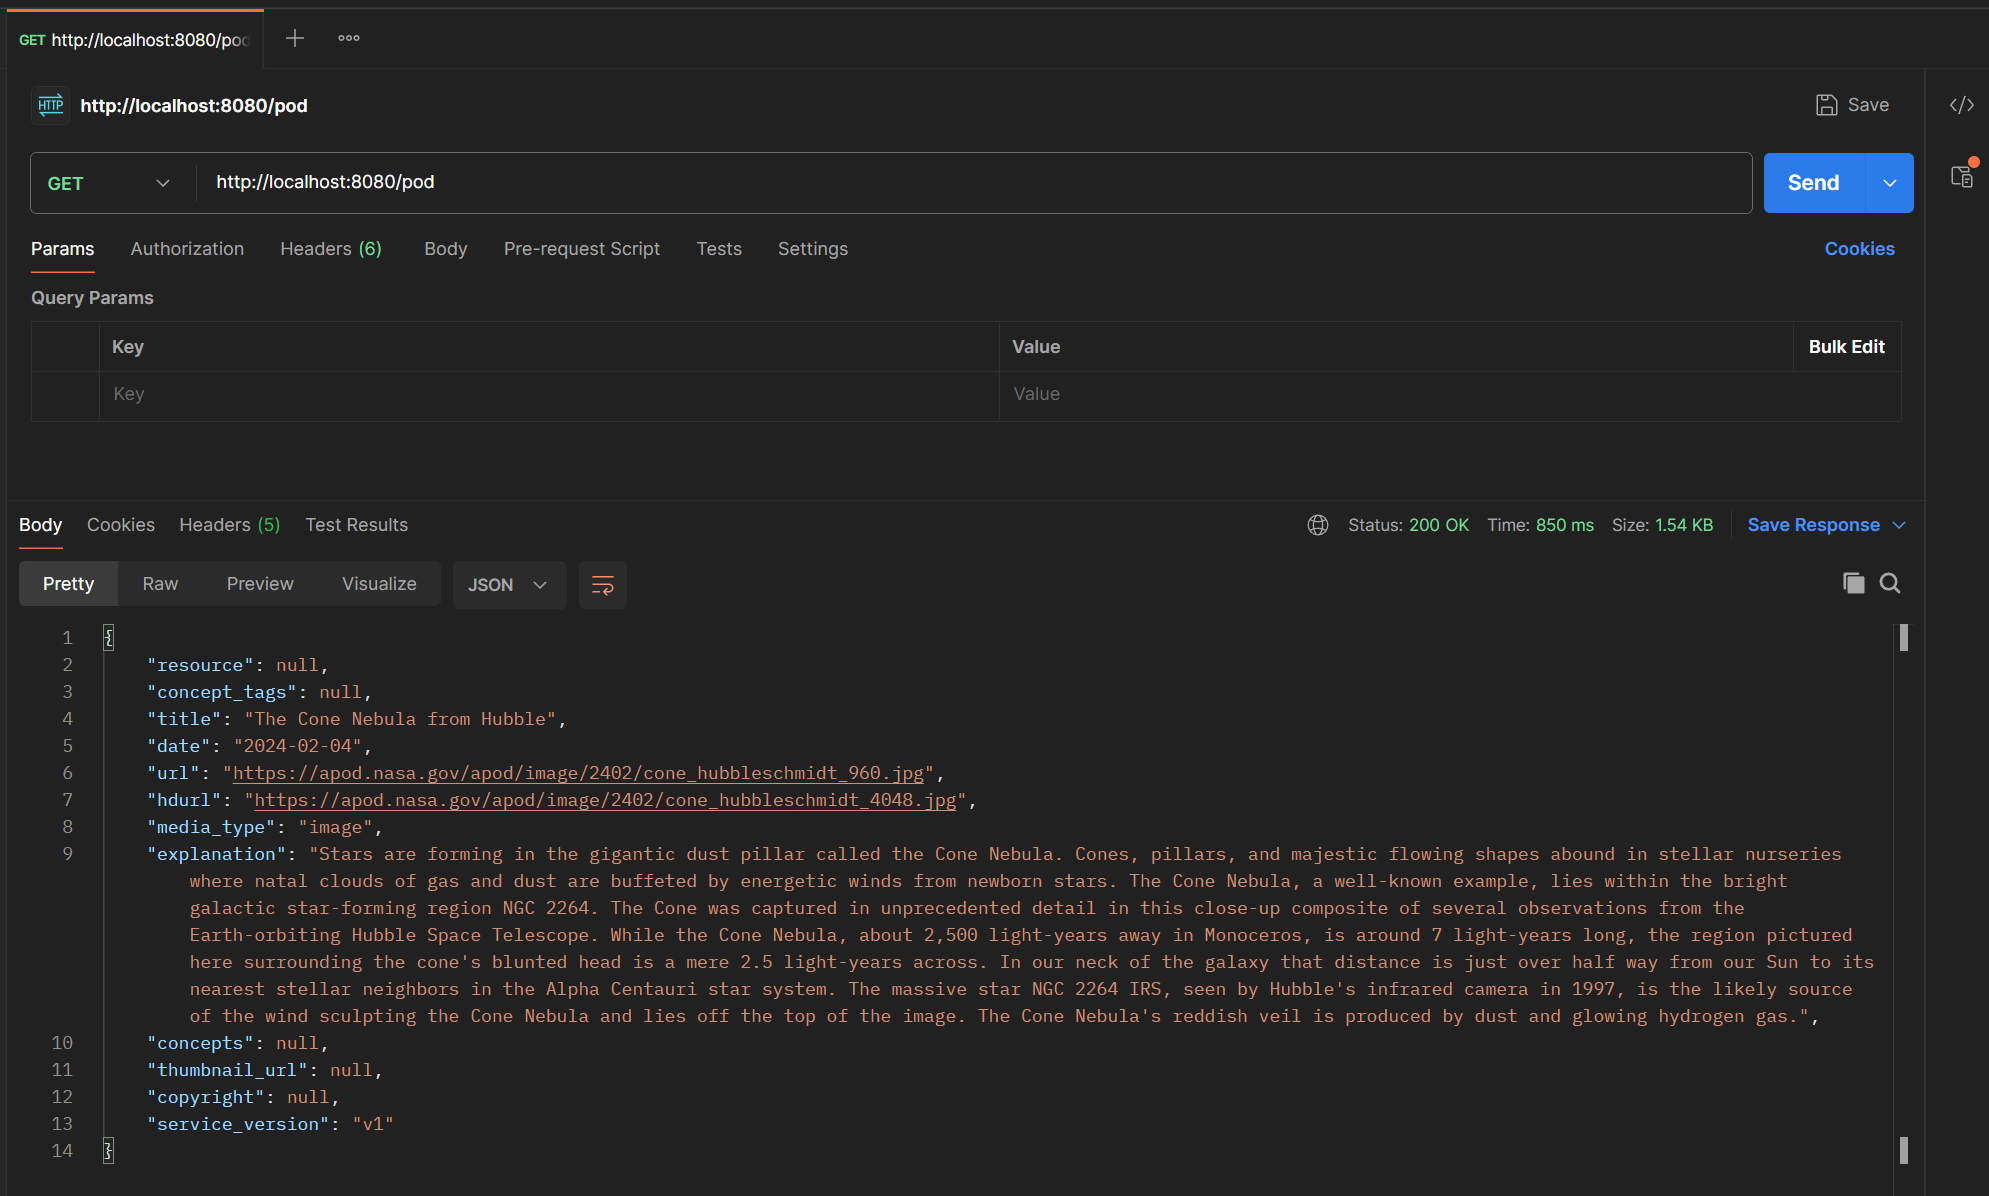 GET http://localhost:8080/pod
HTTP http://localhost:8080/pod
Save
GET http://localhost:8080/pod
Send
Params Authorization Headers (6) Body Pre-request Script Tests Settings Cookies
Query Params
Key Value Bulk Edit
Key Value
Body Cookies Headers (5) Test Results Status: 200 OK Time: 850 ms Size: 1.54 KB Save Response
Pretty Raw Preview Visualize JSON
1 {
2 "resource": null,
3 "concept_tags": null,
4 "title": "The Cone Nebula from Hubble",
5 "date": "2024-02-04",
6 "url": "https://apod.nasa.gov/apod/image/2402/cone_hubbleschmidt_960.jpg",
7 "hdurl": "https://apod.nasa.gov/apod/image/2402/cone_hubbleschmidt_4048.jpg",
8 "media_type": "image",
9 "explanation": "Stars are forming in the gigantic dust pillar called the Cone Nebula. Cones, pillars, and majestic flowing shapes abound in stellar nurseries
where natal clouds of gas and dust are buffeted by energetic winds from newborn stars. The Cone Nebula, a well-known example, lies within the bright
galactic star-forming region NGC 2264. The Cone was captured in unprecedented detail in this close-up composite of several observations from the
Earth-orbiting Hubble Space Telescope. While the Cone Nebula, about 2,500 light-years away in Monoceros, is around 7 light-years long, the region pictured
here surrounding the cone's blunted head is a mere 2.5 light-years across. In our neck of the galaxy that distance is just over half way from our Sun to its
nearest stellar neighbors in the Alpha Centauri star system. The massive star NGC 2264 IRS, seen by Hubble's infrared camera in 1997, is the likely source
of the wind sculpting the Cone Nebula and lies off the top of the image. The Cone Nebula's reddish veil is produced by dust and glowing hydrogen gas.",
10 "concepts": null,
11 "thumbnail_url": null,
12 "copyright": null,
13 "service_version": "v1"
14 }